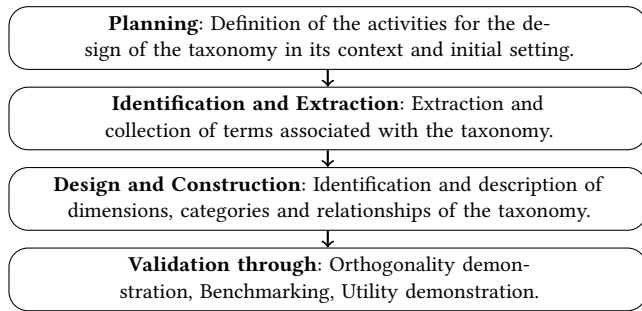 Planning: Definition of the activities for the de-
sign of the taxonomy in its context and initial setting.
Identification and Extraction: Extraction and
collection of terms associated with the taxonomy.
Design and Construction: Identification and description of
dimensions, categories and relationships of the taxonomy.
Validation through: Orthogonality demon-
stration, Benchmarking, Utility demonstration.